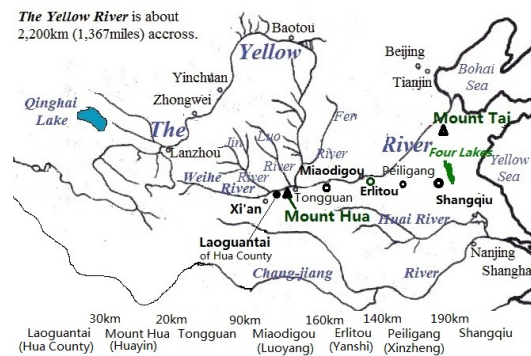 The Yellow River is about
2,200km (1,367miles) accross.
Baotou
Yellow
Beijing
Bohai
Sea
Tianjin
Yinchuan
Zhongwei
Qinghai
Lake
The
Lanzhou
Jin
River
Luo
River
Fen
River
River
Mount Tai
Four Lakes
Yellow
Sea
Weihe
River
Miaodigou
Peiligang
Erlitou
Tongguan
Shangqiu
Xi'an
Mount Hua
Huai River
Laoguantai
of Hua County
Nanjing
Shangha
Chang-jiang
River
30km 20km 90km 160km 140km 190km
Laoguantai Mount Hua Tongguan Miaodigou Erlitou Peiligang Shangqiu
(Hua County) (Huayin) (Luoyang) (Yanshi) (Xinzheng)